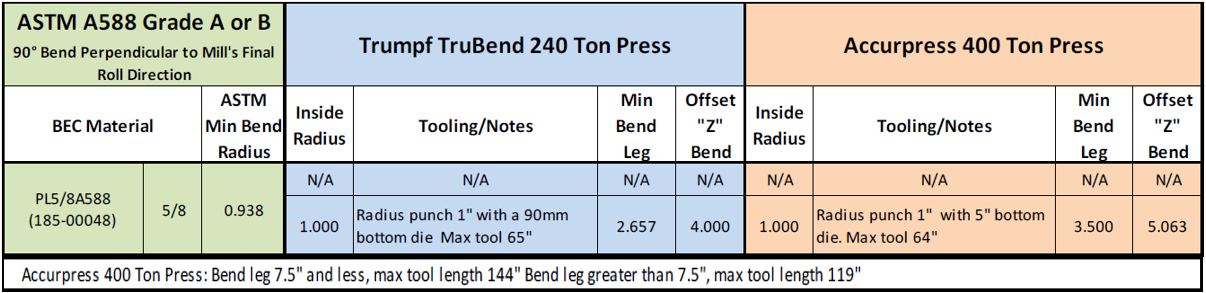 ASTM A588 Grade A or B
90° Bend Perpendicular to Mill's Final
Roll Direction
Trumpf TruBend 240 Ton Press
Accurpress 400 Ton Press
BEC Material
ASTM
Min Bend
Radius
Inside
Radius
Tooling/Notes
Min
Bend
Leg
Offset
"Z"
Bend
Inside
Radius
Tooling/Notes
Min
Bend
Leg
Offset
"Z"
Bend
PL5/8A588
(185-00048)
5/8
0.938
N/A
N/A
N/A
N/A
N/A
N/A
N/A
N/A
1.000
Radius punch 1" with a 90mm
bottom die  Max tool 65"
2.657
4.000
1.000
Radius punch 1"  with 5" bottom
die. Max tool 64"
3.500
5.063
Accurpress 400 Ton Press: Bend leg 7.5" and less, max tool length 144" Bend leg greater than 7.5", max tool length 119"